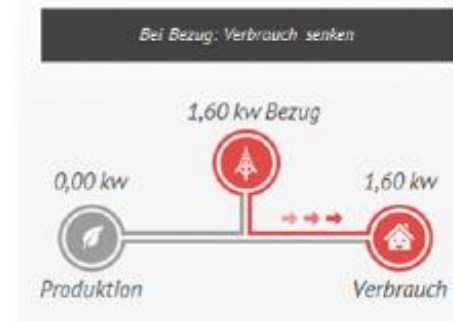 Bei Bezug: Verbrauch senken
1,60 kw Bezug
0,00 kw
1,60 kw
Produktion
Verbrauch